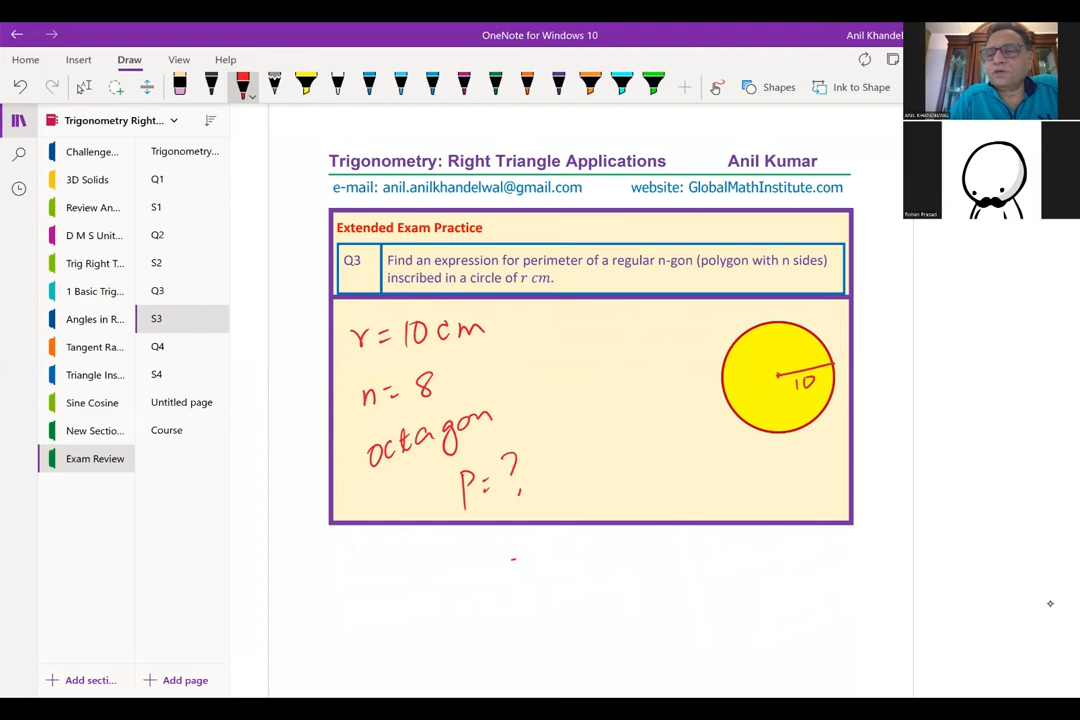 OneNote for Windows 10
Anil Khandel
Home Insert Draw View Help
Shapes Ink to Shape
ANIL KHANDELWAL
Trigonometry Right...
Challenge...
3D Solids
Review An...
D M S Unit...
Trig Right T...
1 Basic Trig...
Angles in R...
Tangent Ra...
Triangle Ins...
Sine Cosine
New Sectio...
Exam Review
Trigonometry...
Q1
S1
Q2
S2
Q3
S3
Q4
S4
Untitled page
Course
Add secti...
Add page
Trigonometry: Right Triangle Applications Anil Kumar
e-mail: anil.anilkhandelwal@gmail.com website: GlobalMathInstitute.com
Extended Exam Practice
Q3 Find an expression for perimeter of a regular n-gon (polygon with n sides)
inscribed in a circle of r cm.
r = 10 cm
n = 8
octagon
P = ?
10
Rohan Prasad